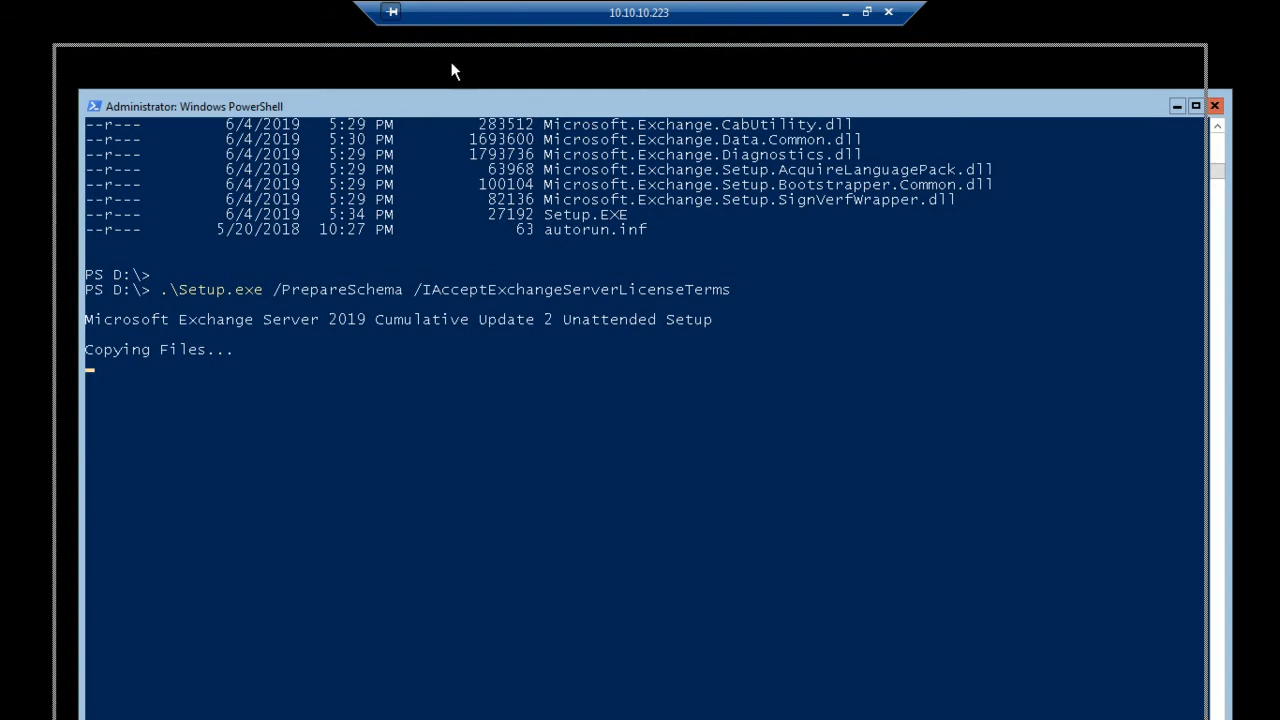 10.10.10.223
Administrator: Windows PowerShell
--r--- 6/4/2019 5:29 PM 283512 Microsoft.Exchange.CabUtility.dll
--r--- 6/4/2019 5:30 PM 1693600 Microsoft.Exchange.Data.Common.dll
--r--- 6/4/2019 5:29 PM 1793736 Microsoft.Exchange.Diagnostics.dll
--r--- 6/4/2019 5:29 PM 63968 Microsoft.Exchange.Setup.AcquireLanguagePack.dll
--r--- 6/4/2019 5:29 PM 100104 Microsoft.Exchange.Setup.Bootstrapper.Common.dll
--r--- 6/4/2019 5:29 PM 82136 Microsoft.Exchange.Setup.SignVerfWrapper.dll
--r--- 6/4/2019 5:34 PM 27192 Setup.EXE
--r--- 5/20/2018 10:27 PM 63 autorun.inf
PS D:\>
PS D:\> .\Setup.exe /PrepareSchema /IAcceptExchangeServerLicenseTerms
Microsoft Exchange Server 2019 Cumulative Update 2 Unattended Setup
Copying Files...